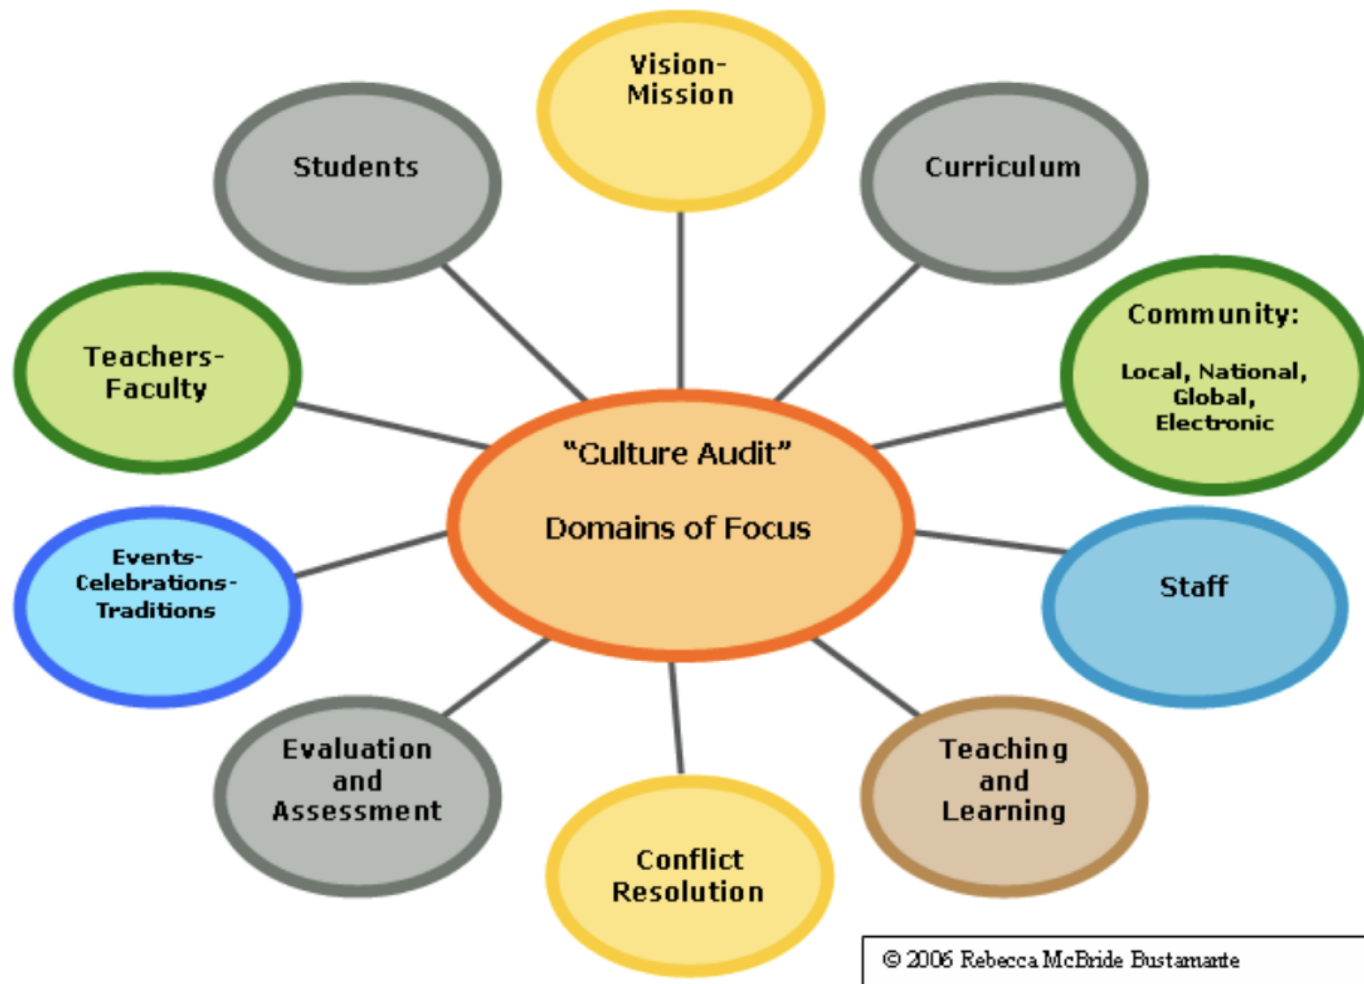 Vision-
Mission
Students
Curriculum
Teachers-
Faculty
Community:
Local, National,
Global,
Electronic
"Culture Audit"
Domains of Focus
Events-
Celebrations-
Traditions
Staff
Evaluation
and
Assessment
Teaching
and
Learning
Conflict
Resolution
© 2006 Rebecca McBride Bustamante